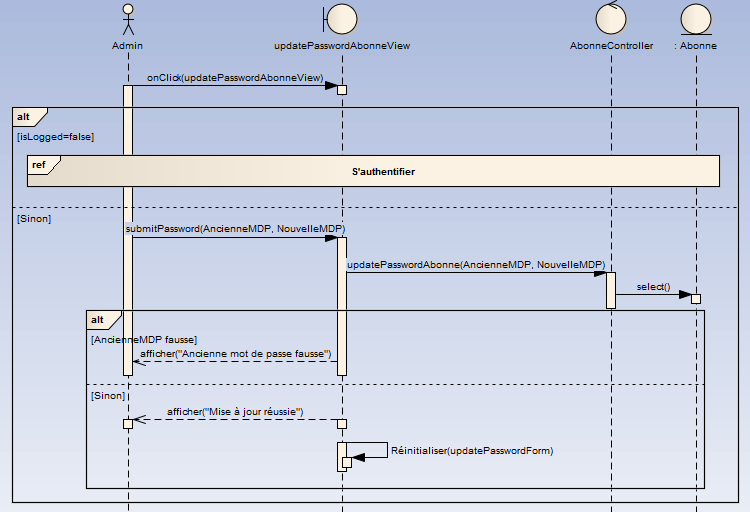 Admin
updatePasswordAbonneView
AbonneController
: Abonne
onClick(updatePasswordAbonneView)
alt
[isLogged=false]
ref
S'authentifier
[Sinon]
submitPassword(AncienneMDP, NouvelleMDP)
updatePasswordAbonne(AncienneMDP, NouvelleMDP)
select()
alt
[AncienneMDP fausse]
afficher("Ancienne mot de passe fausse")
[Sinon]
afficher("Mise à jour réussie")
Réinitialiser(updatePasswordForm)